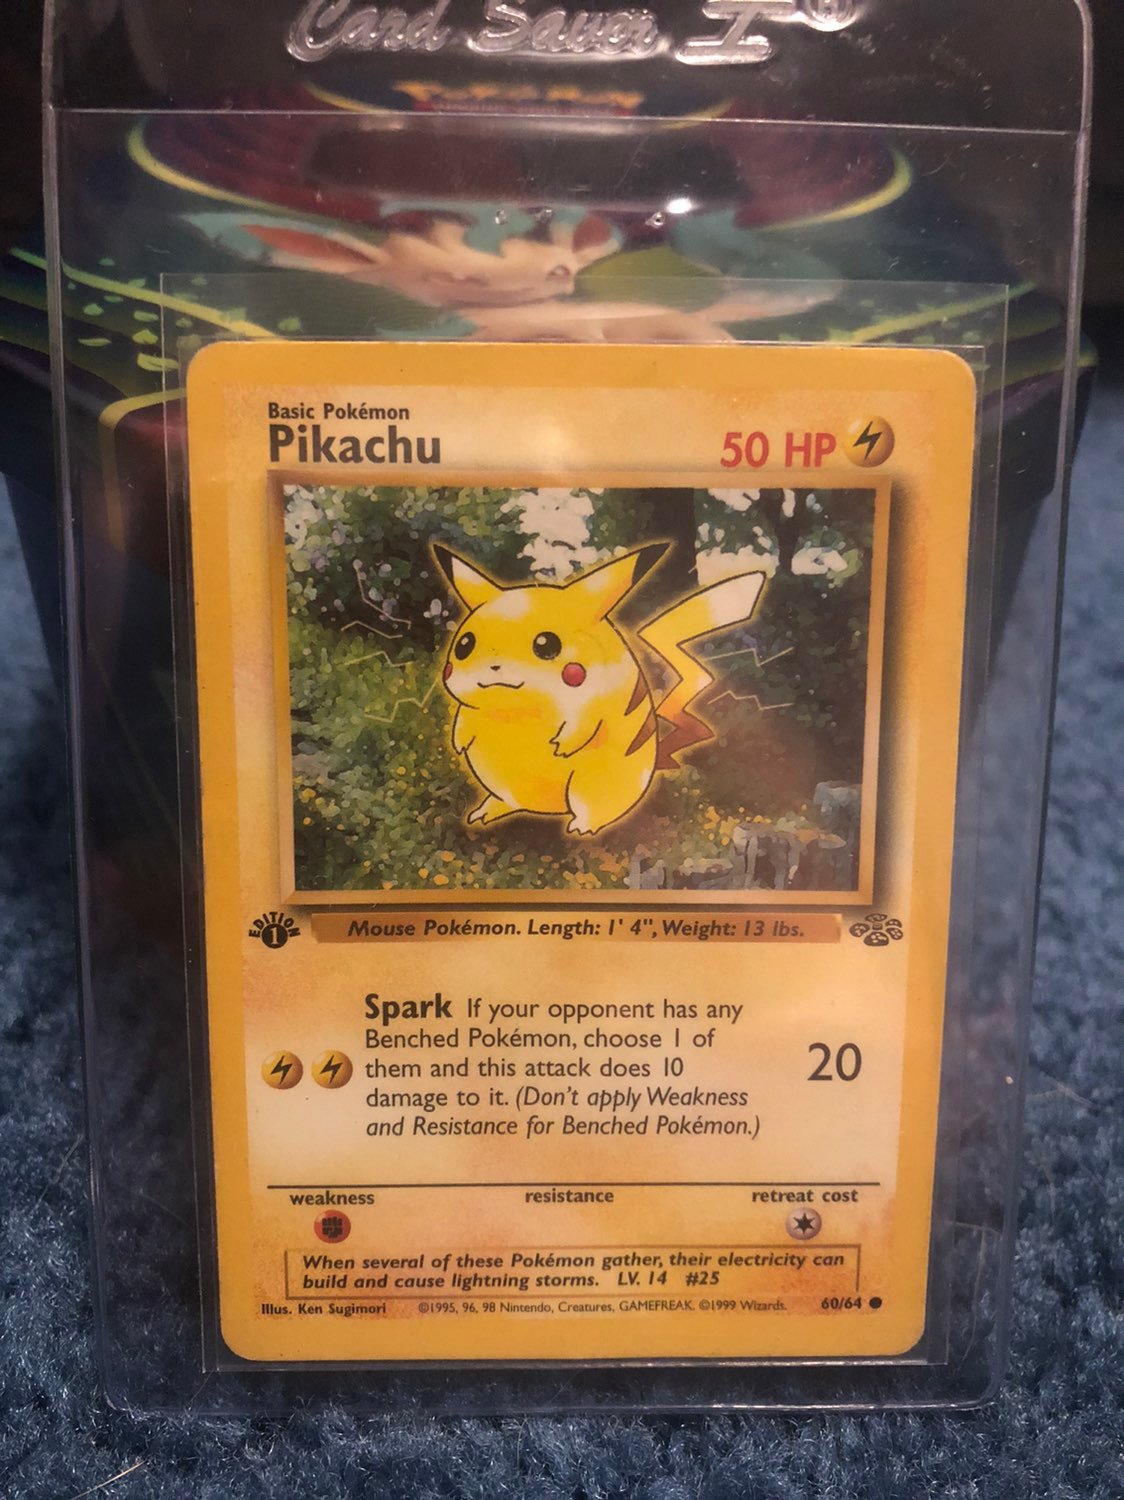 Card Saver I®
POKÉMON
Basic Pokémon
Pikachu
50 HP
EDITION
1
Mouse Pokémon. Length: 1' 4", Weight: 13 lbs.
Spark If your opponent has any
Benched Pokémon, choose 1 of
them and this attack does 10
damage to it. (Don't apply Weakness
and Resistance for Benched Pokémon.)
20
weakness
resistance
retreat cost
When several of these Pokémon gather, their electricity can
build and cause lightning storms. LV. 14 #25
Illus. Ken Sugimori
©1995, 96, 98 Nintendo, Creatures, GAMEFREAK. ©1999 Wizards.
60/64